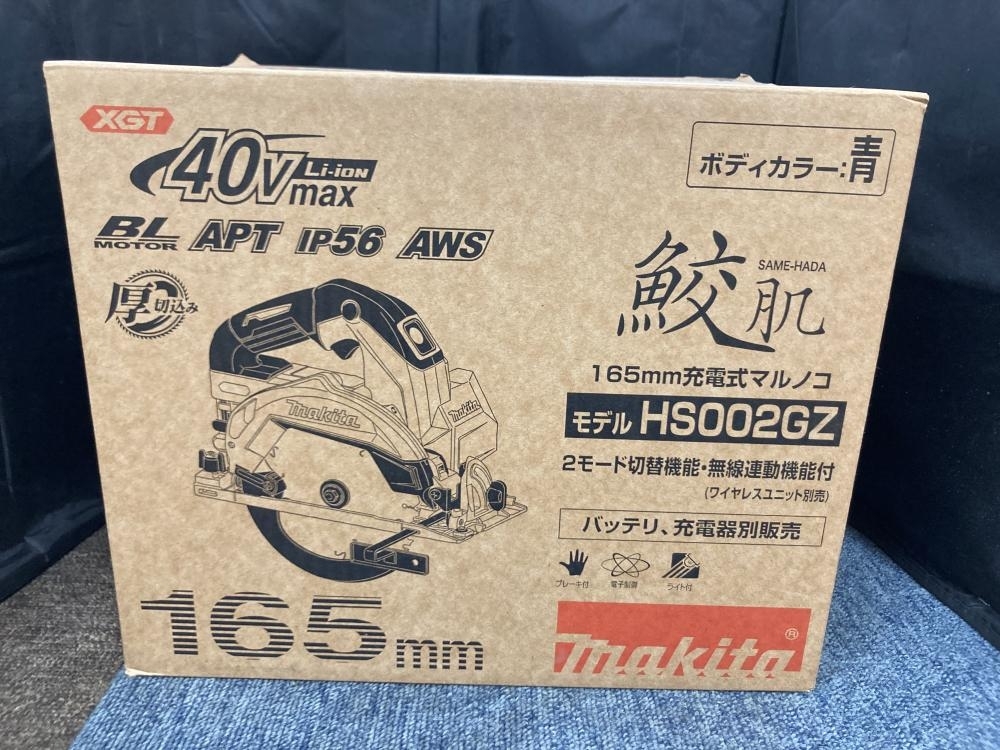 XGT
40Vmax Li-ion
BL MOTOR APT IP56 AWS
厚切込み
ボディカラー:青
鮫肌 SAME-HADA
165mm充電式マルノコ
モデル HS002GZ
2モード切替機能・無線連動機能付
(ワイヤレスユニット別売)
バッテリ、充電器別販売
ブレーキ付 電子制御 ライト付
makita
makita
165mm
makita®